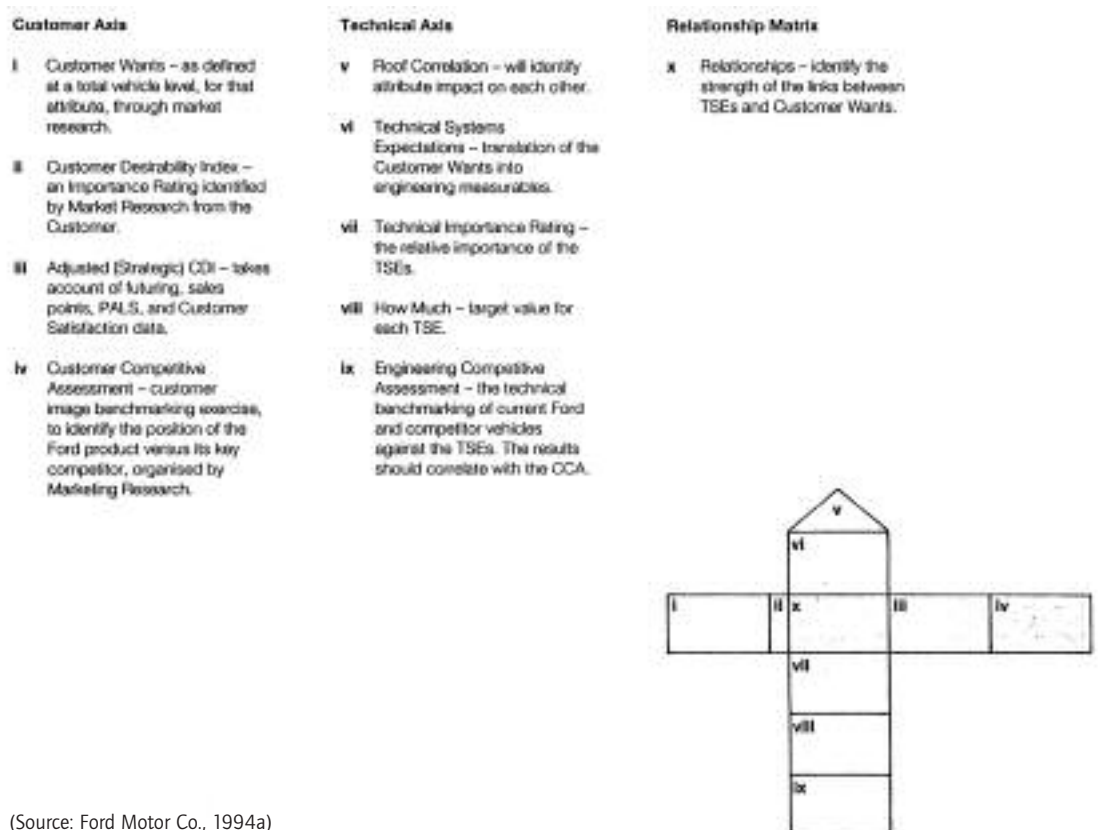 Customer Axis
i Customer Wants – as defined
at a total vehicle level, for that
attribute, through market
research.
ii Customer Desirability Index –
an Importance Rating identified
by Market Research from the
Customer.
iii Adjusted (Strategic) CDI – takes
account of futuring, sales
points, PALS, and Customer
Satisfaction data.
iv Customer Competitive
Assessment – customer
image benchmarking exercise,
to identify the position of the
Ford product versus its key
competitor, organised by
Marketing Research.
Technical Axis
v Roof Correlation – will identify
attribute impact on each other.
vi Technical Systems
Expectations – translation of the
Customer Wants into
engineering measurables.
vii Technical Importance Rating –
the relative importance of the
TSEs.
viii How Much – target value for
each TSE.
ix Engineering Competitive
Assessment – the technical
benchmarking of current Ford
and competitor vehicles
against the TSEs. The results
should correlate with the CCA.
Relationship Matrix
x Relationships – identify the
strength of the links between
TSEs and Customer Wants.
v
vi
i ii x iii iv
vii
viii
ix
(Source: Ford Motor Co., 1994a)